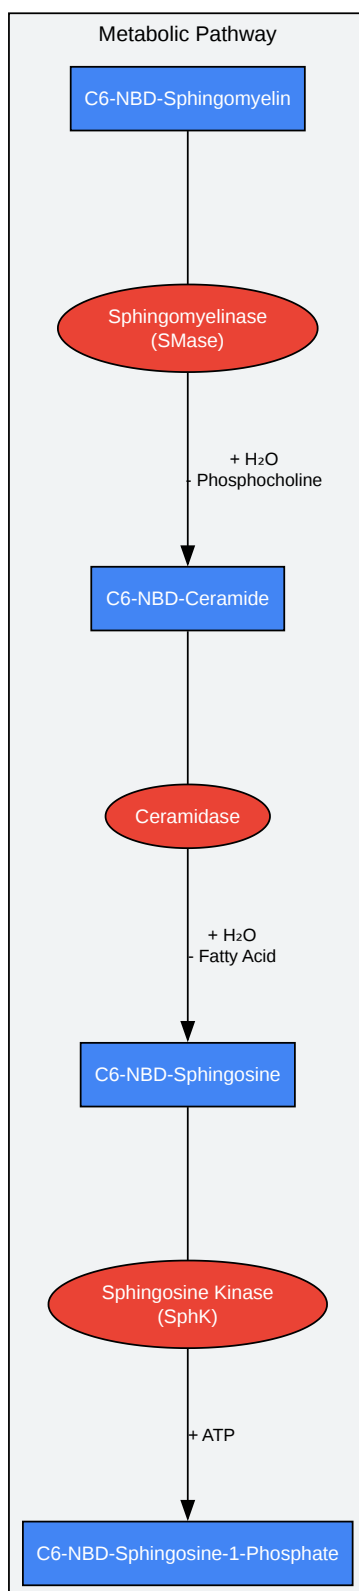 Metabolic Pathway
C6-NBD-Sphingomyelin
Sphingomyelinase
(SMase)
+ H₂O
- Phosphocholine
C6-NBD-Ceramide
Ceramidase
+ H₂O
- Fatty Acid
C6-NBD-Sphingosine
Sphingosine Kinase
(SphK)
+ ATP
C6-NBD-Sphingosine-1-Phosphate